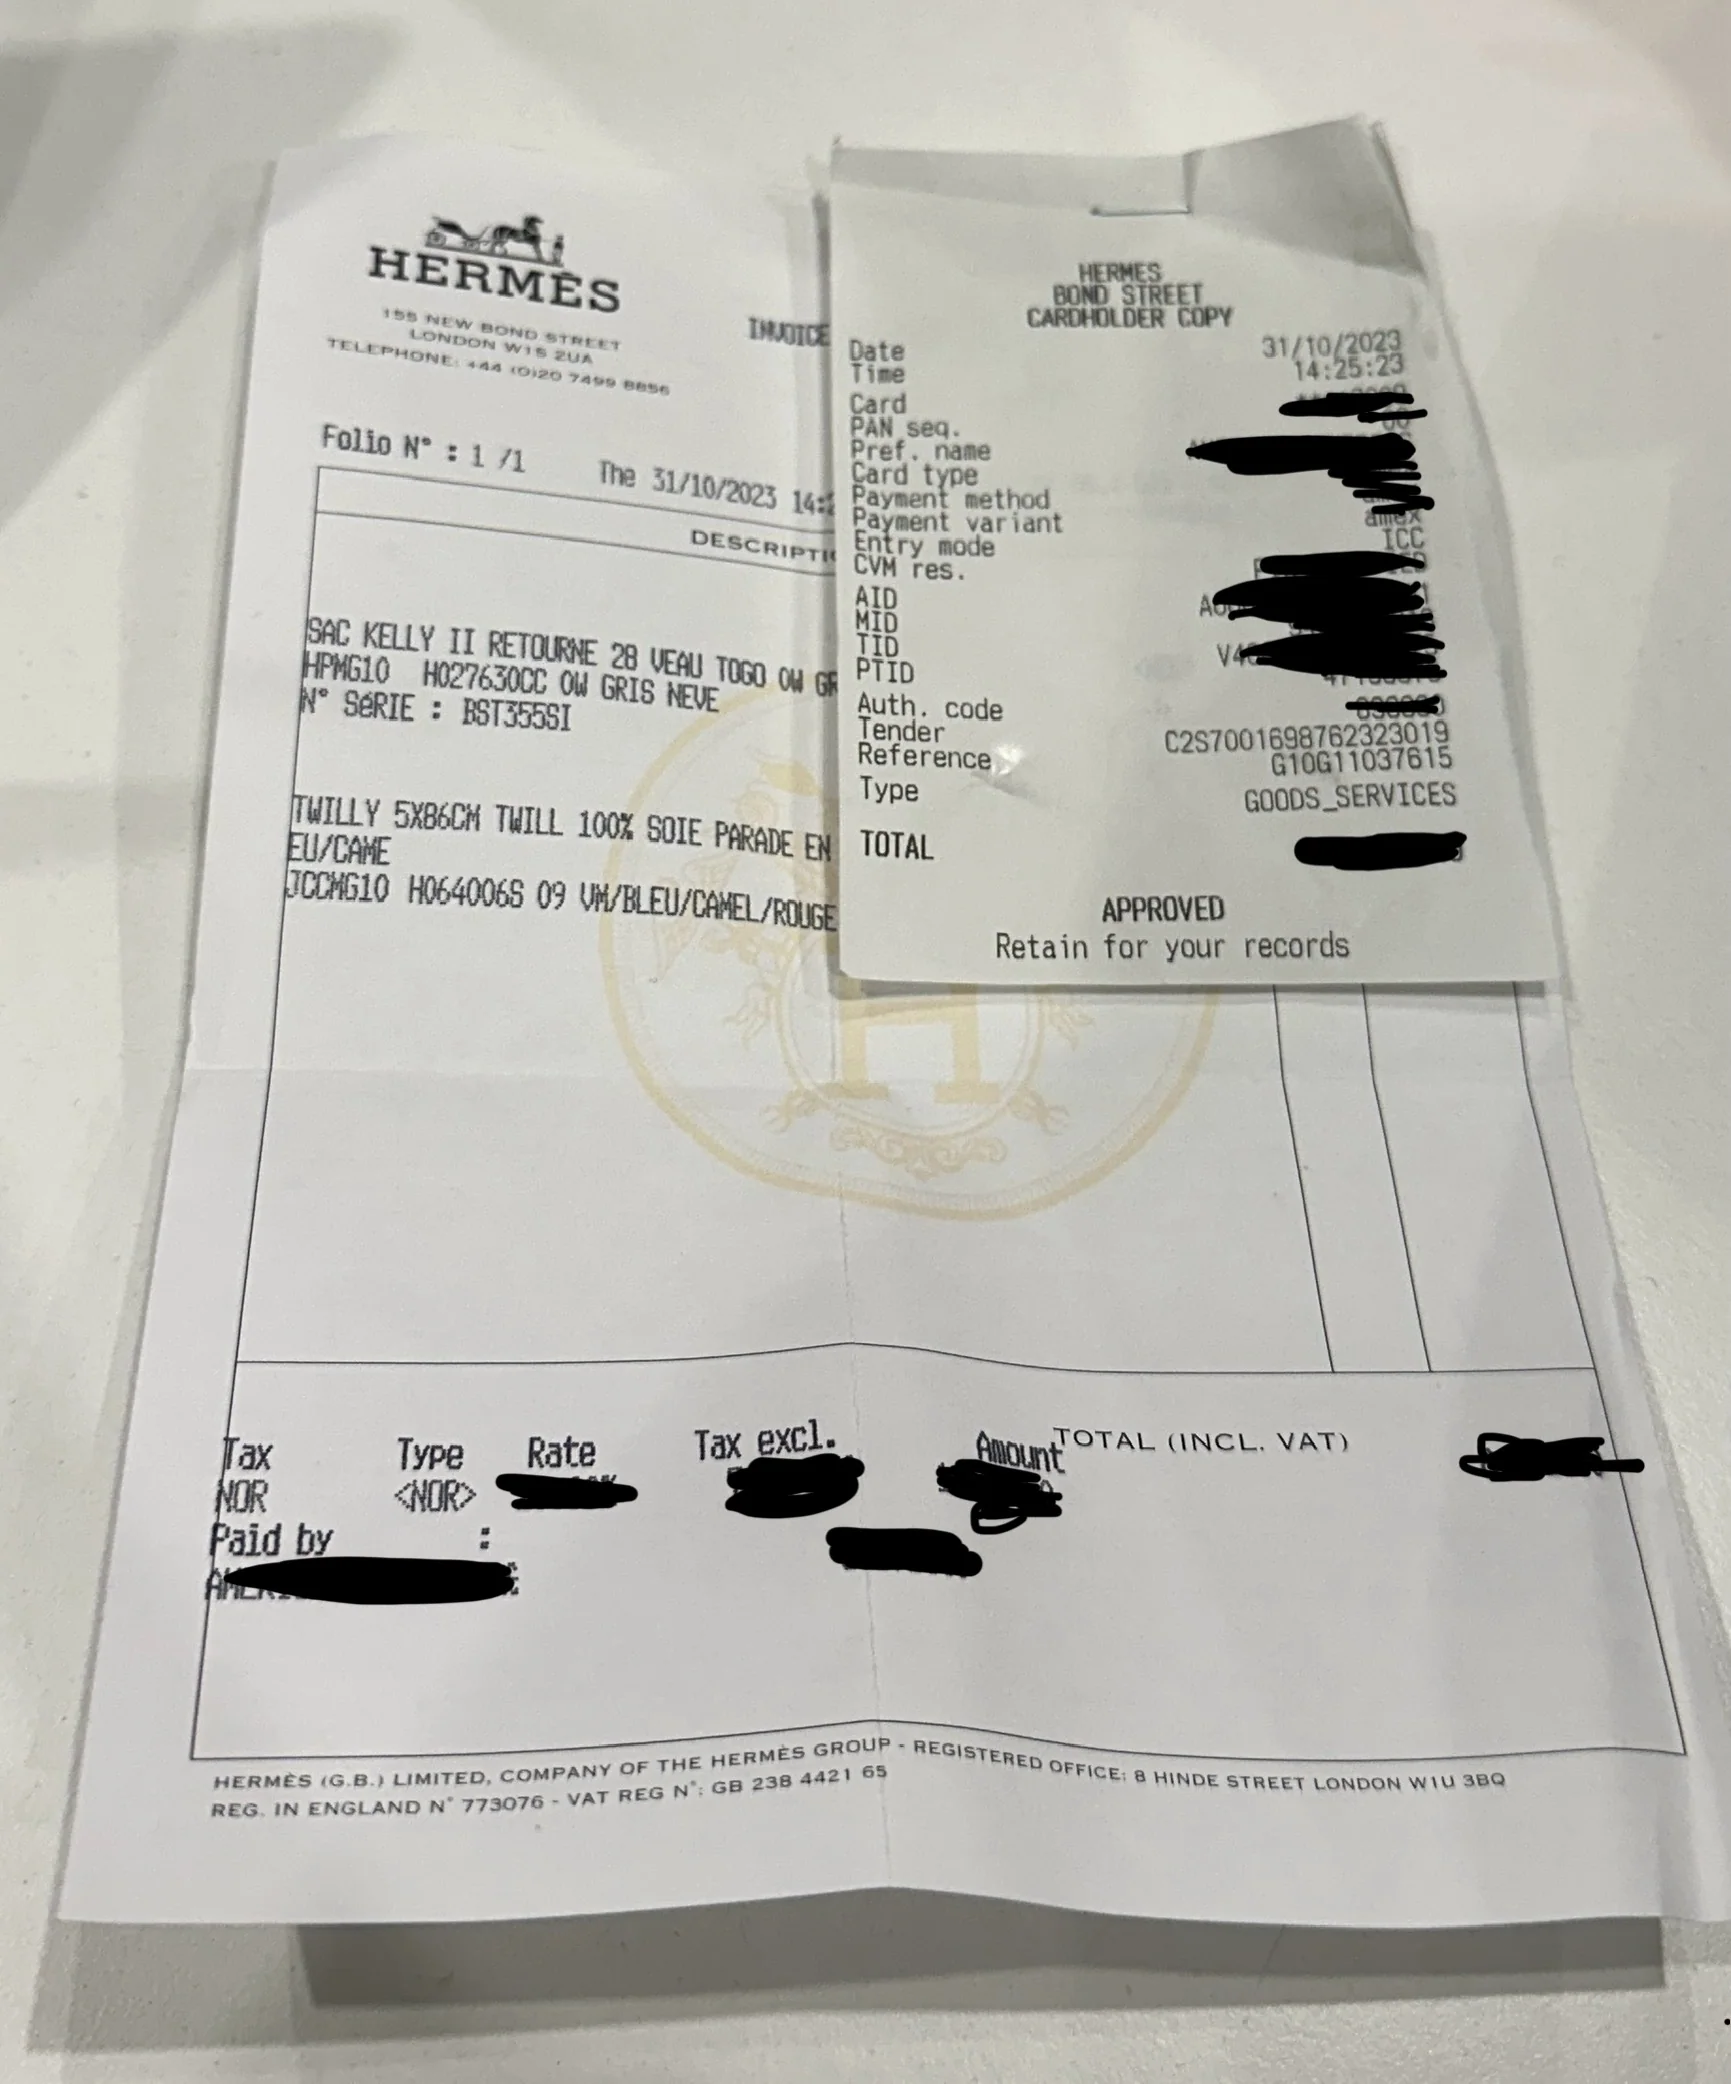 HERMÈS
155 NEW BOND STREET
LONDON W1S 2UA
TELEPHONE: +44 (0)20 7499 8856
INVOICE
Folio N° : 1 /1
The 31/10/2023
DESCRIPTI
SAC KELLY II RETOURNE 28 VEAU TOGO OW GR
HPMG10 H027630CC OW GRIS NEVE
N° SéRIE : BST355SI
TWILLY 5X86CM TWILL 100% SOIE PARADE EN
EU/CAME
JCCMG10 H064006S 09 VM/BLEU/CAMEL/ROUGE
HERMES
BOND STREET
CARDHOLDER COPY
Date 31/10/2023
Time 14:25:23
Card
PAN seq.
Pref. name
Card type
Payment method
Payment variant amex
Entry mode ICC
CVM res.
AID
MID
TID
PTID
Auth. code
Tender C2S7001698762323019
Reference G10G11037615
Type GOODS_SERVICES
TOTAL
APPROVED
Retain for your records
H
Tax Type Rate Tax excl. Amount TOTAL (INCL. VAT)
NOR <NOR>
Paid by :
HERMÈS (G.B.) LIMITED, COMPANY OF THE HERMÈS GROUP - REGISTERED OFFICE: 8 HINDE STREET LONDON W1U 3BQ
REG. IN ENGLAND N° 773076 - VAT REG N°: GB 238 4421 65